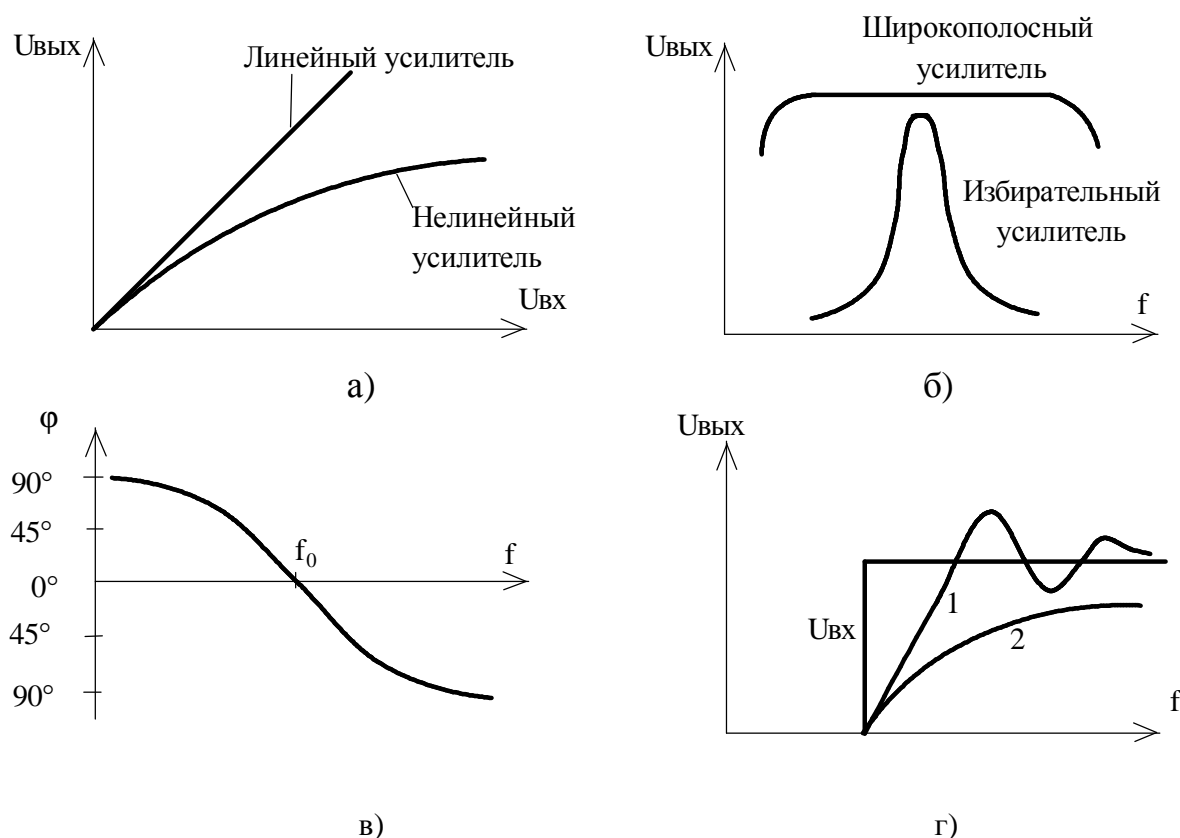 Uвых
Линейный усилитель
Нелинейный
усилитель
Uвх
а)
Uвых
Широкополосный
усилитель
Избирательный
усилитель
f
б)
φ
90°
45°
f₀
f
0°
45°
90°
в)
Uвых
1
Uвх
2
f
г)